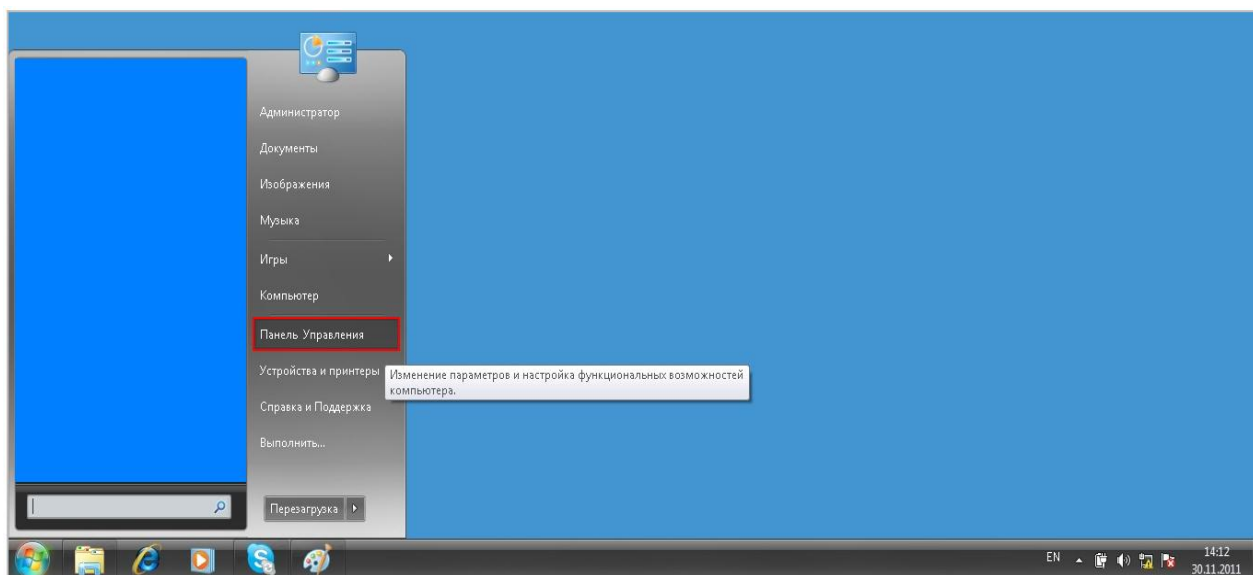 Администратор
Документы
Изображения
Музыка
Игры
Компьютер
Панель Управления
Устройства и принтеры
Изменение параметров и настройка функциональных возможностей
компьютера.
Справка и Поддержка
Выполнить...
Перезагрузка
EN
14:12
30.11.2011